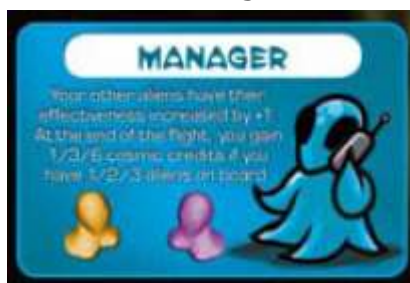 MANAGER
Your other aliens have their
effectiveness increased by +1.
At the end of the flight, you gain
1/3/6 cosmic credits if you
have 1/2/3 aliens on board